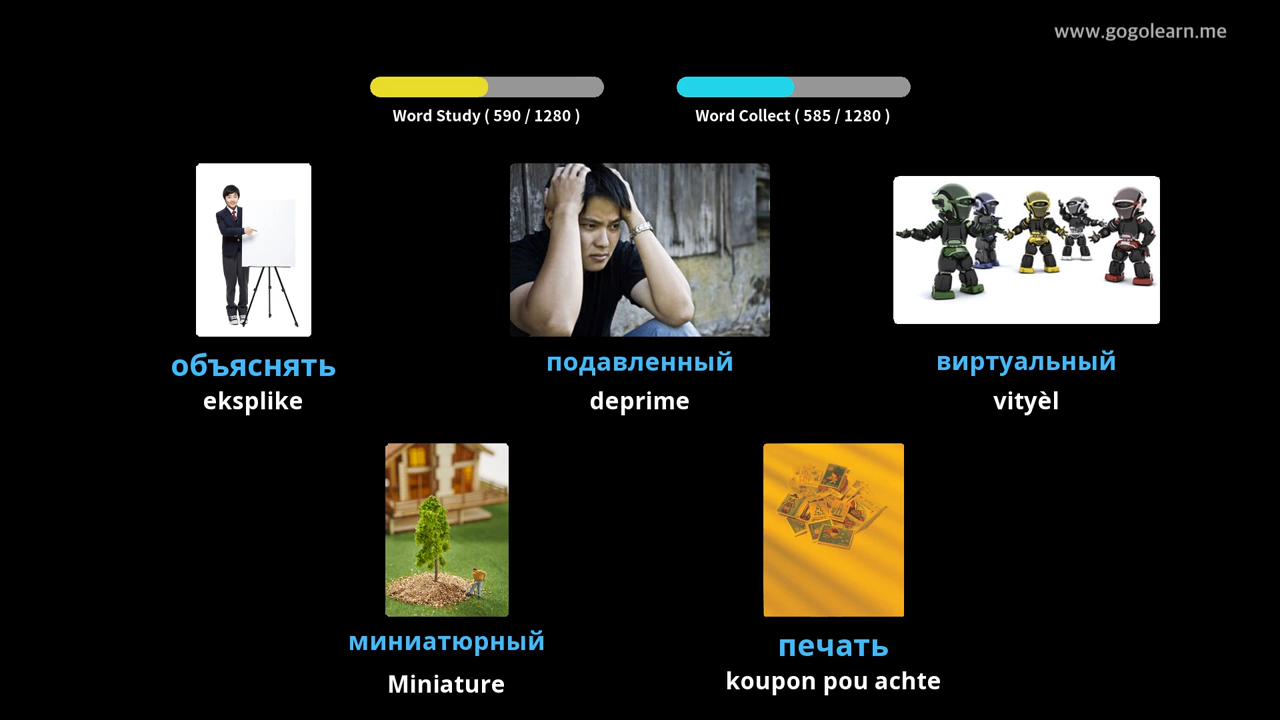 www.gogolearn.me
Word Study ( 590 / 1280 )
Word Collect ( 585 / 1280 )
объяснять
eksplike
подавленный
deprime
виртуальный
vityèl
миниатюрный
Miniature
печать
koupon pou achte